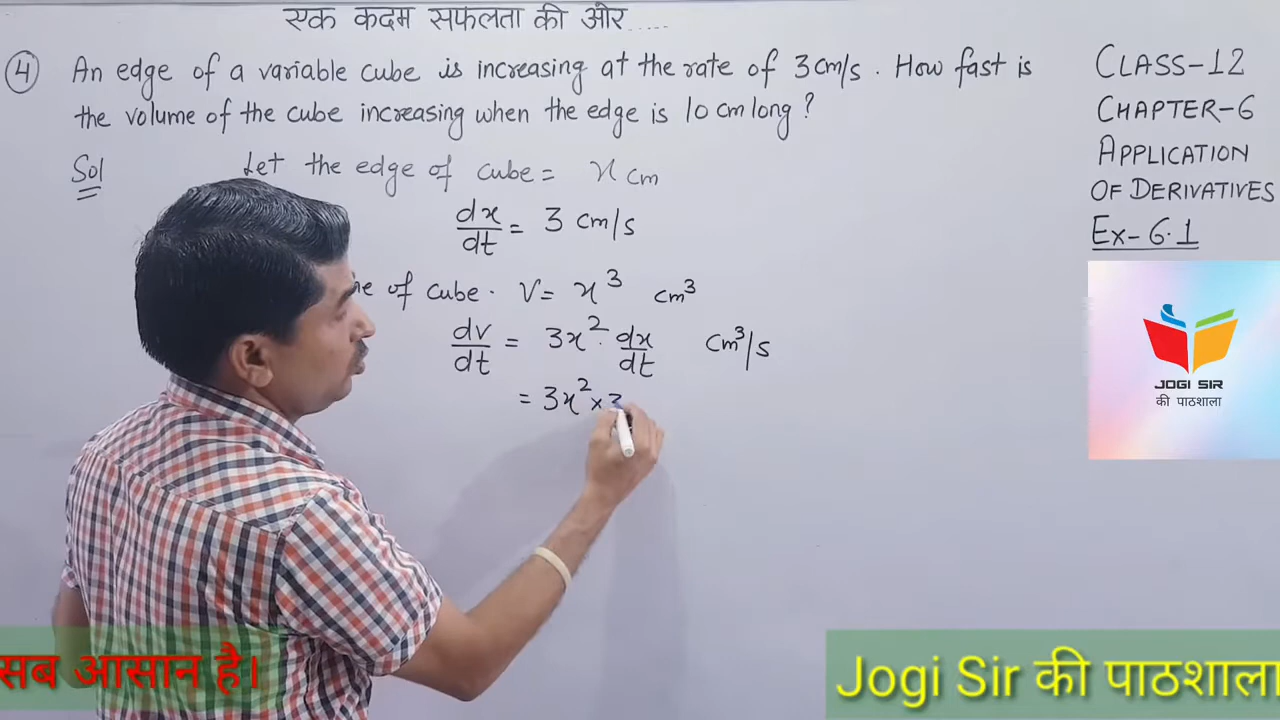 एक कदम सफलता की ओर.....
④ An edge of a variable cube is increasing at the rate of 3 cm/s. How fast is
the volume of the cube increasing when the edge is 10 cm long?
Sol Let the edge of cube = x cm
dx/dt = 3 cm/s
of cube. V = x³ cm³
dv/dt = 3x² · dx/dt cm³/s
= 3x² × 3
CLASS-12
CHAPTER-6
APPLICATION
OF DERIVATIVES
Ex-6.1
JOGI SIR
की पाठशाला
सब आसान है।
Jogi Sir की पाठशाला